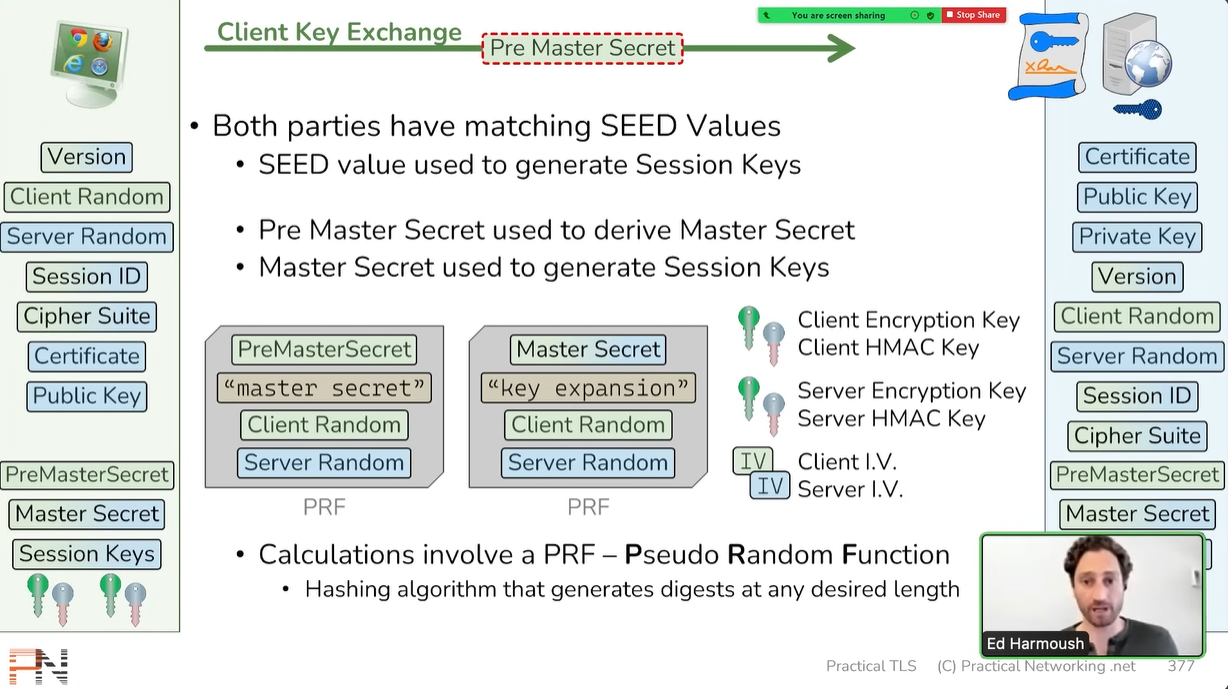 You are screen sharing
Stop Share
Client Key Exchange
Pre Master Secret
Version
Client Random
Server Random
Session ID
Cipher Suite
Certificate
Public Key
PreMasterSecret
Master Secret
Session Keys
• Both parties have matching SEED Values
• SEED value used to generate Session Keys
• Pre Master Secret used to derive Master Secret
• Master Secret used to generate Session Keys
PreMasterSecret
“master secret”
Client Random
Server Random
PRF
Master Secret
“key expansion”
Client Random
Server Random
PRF
Client Encryption Key
Client HMAC Key
Server Encryption Key
Server HMAC Key
IV
IV
Client I.V.
Server I.V.
• Calculations involve a PRF – Pseudo Random Function
• Hashing algorithm that generates digests at any desired length
Certificate
Public Key
Private Key
Version
Client Random
Server Random
Session ID
Cipher Suite
PreMasterSecret
Master Secret
Ed Harmoush
PN
Practical TLS (C) Practical Networking .net 377